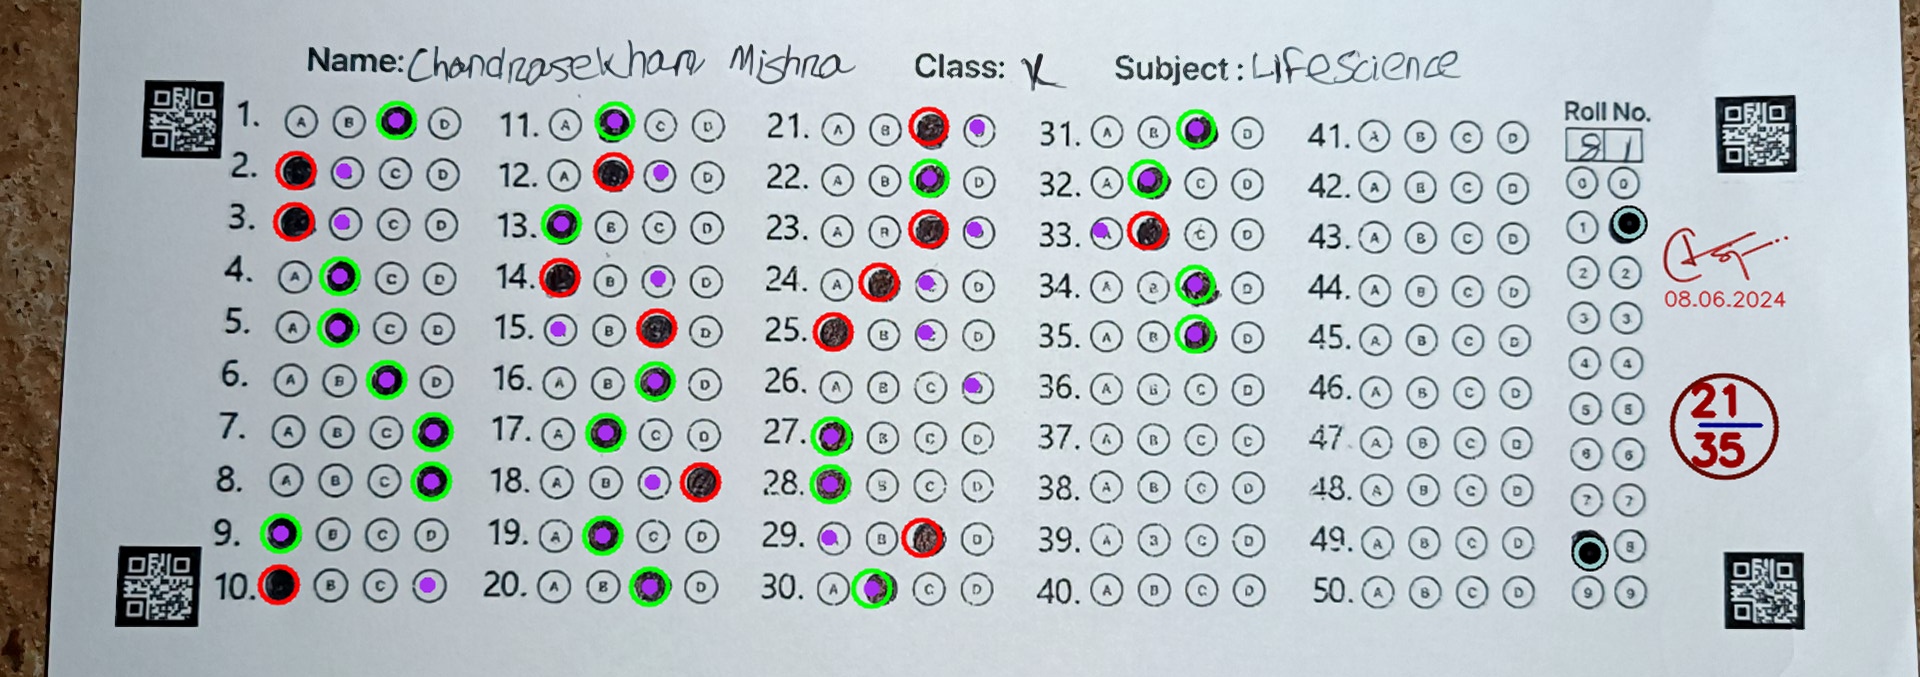 Name: Chandrasekhar Mishra Class: X Subject: Lifescience
Roll No.
81
1. A B D 11. A C D 21. A B 31. A B D 41. A B C D
2. C D 12. A D 22. A B D 32. A C D 42. A B C D 0 0
3. C D 13. B C D 23. A B 33. C D 43. A B C D 1
4. A C D 14. B D 24. A D 34. A B D 44. A B C D 2 2
08.06.2024
5. A C D 15. B D 25. B D 35. A B D 45. A B C D 3 3
6. A B D 16. A B D 26. A B C 36. A B C D 46. A B C D 4 4
21
35
7. A B C 17. A C D 27. B C D 37. A B C C 47. A B C D 5 5
8. A B C 18. A B 28. B C D 38. A B C D 48. A B C D 6 6
7 7
9. B C D 19. A C D 29. B D 39. A B C D 49. A B C D 8
10. B C 20. A B D 30. A C D 40. A B C D 50. A B C D 9 9